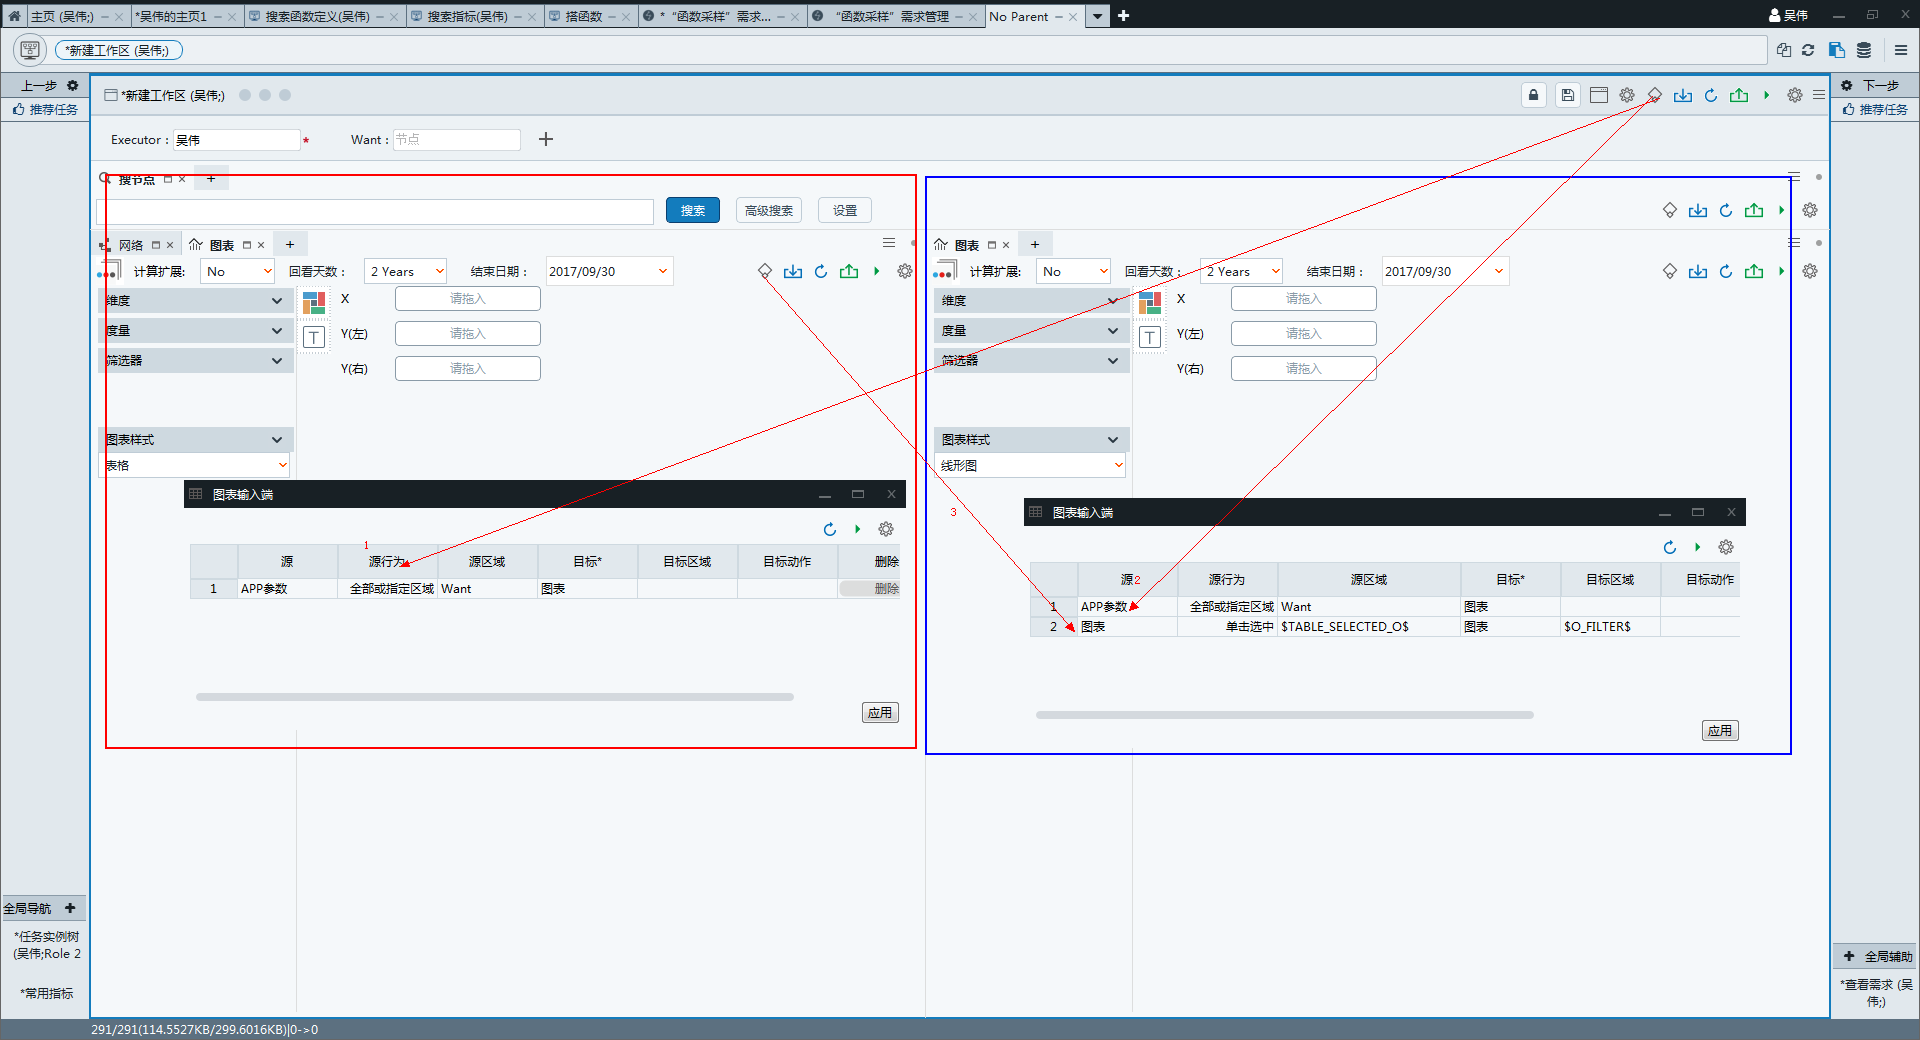 主页 (吴伟;)
*吴伟的主页1
搜索函数定义(吴伟)
搜索指标(吴伟)
搭函数
* “函数采样”需求...
“函数采样”需求管理
No Parent
吴伟
*新建工作区 (吴伟;)
上一步
推荐任务
*新建工作区 (吴伟;)
下一步
推荐任务
Executor :
吴伟
*
Want :
节点
搜节点
搜索
高级搜索
设置
网络
图表
图表
计算扩展:
No
回看天数 :
2 Years
结束日期 :
2017/09/30
计算扩展:
No
回看天数 :
2 Years
结束日期 :
2017/09/30
维度
X
请拖入
维度
X
请拖入
度量
Y(左)
请拖入
度量
Y(左)
请拖入
筛选器
Y(右)
请拖入
筛选器
Y(右)
请拖入
图表样式
图表样式
表格
线形图
图表输入端
1
源
源行为
源区域
目标*
目标区域
目标动作
删除
1
APP参数
全部或指定区域
Want
图表
删除
应用
3
图表输入端
源2
源行为
源区域
目标*
目标区域
目标动作
1
APP参数
全部或指定区域
Want
图表
2
图表
单击选中
$TABLE_SELECTED_O$
图表
$O_FILTER$
应用
全局导航
*任务实例树
(吴伟;Role 2
*常用指标
全局辅助
*查看需求 (吴
伟;)
291/291(114.5527KB/299.6016KB)|0->0